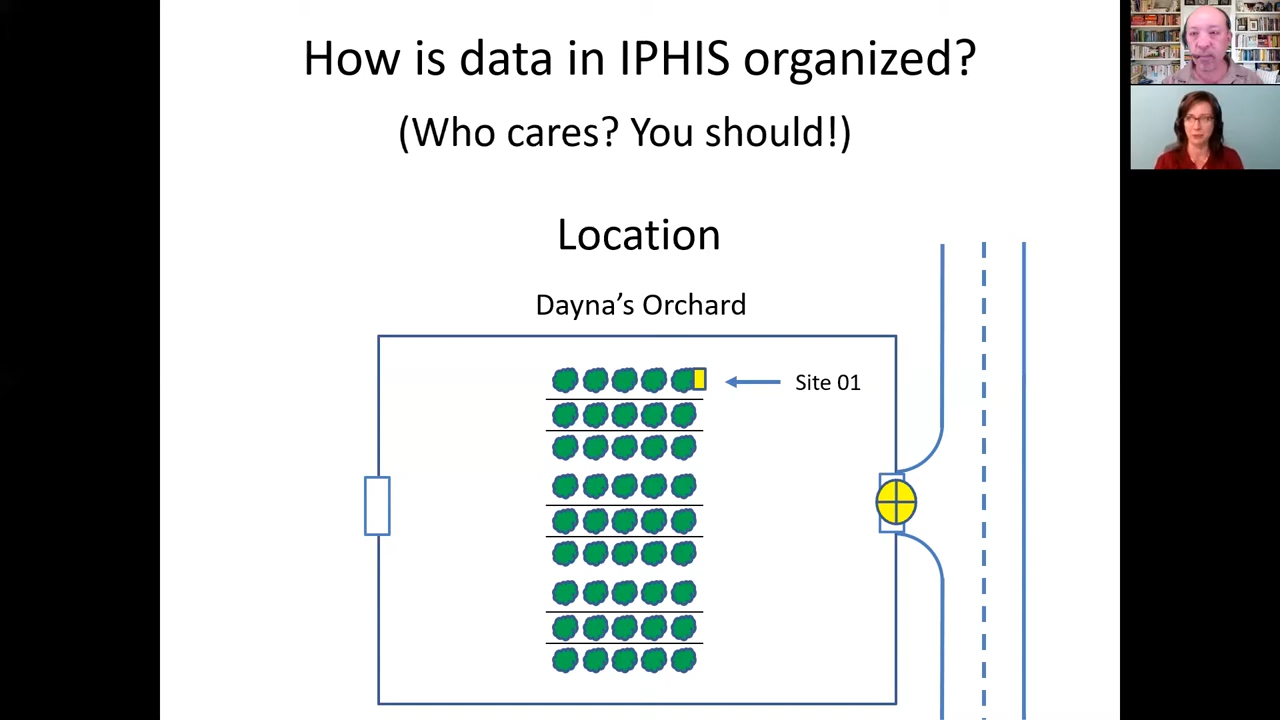 How is data in IPHIS organized?
(Who cares? You should!)
Location
Dayna's Orchard
Site 01